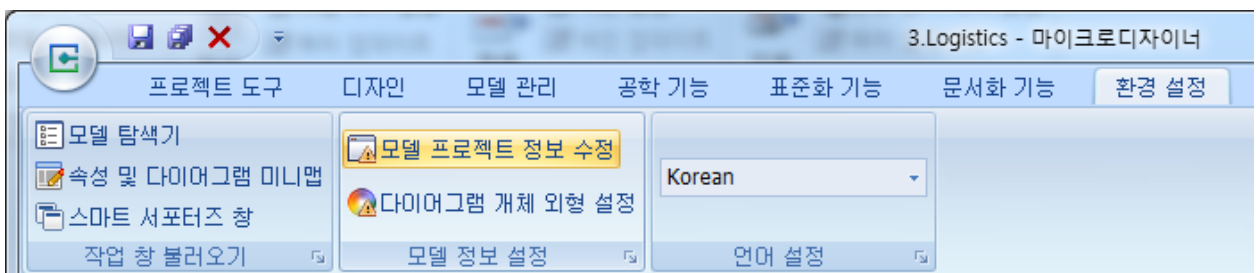 3.Logistics - 마이크로디자이너
프로젝트 도구 디자인 모델 관리 공학 기능 표준화 기능 문서화 기능 환경 설정
모델 탐색기
속성 및 다이어그램 미니맵
스마트 서포터즈 창
작업 창 불러오기
모델 프로젝트 정보 수정
다이어그램 개체 외형 설정
모델 정보 설정
Korean
언어 설정